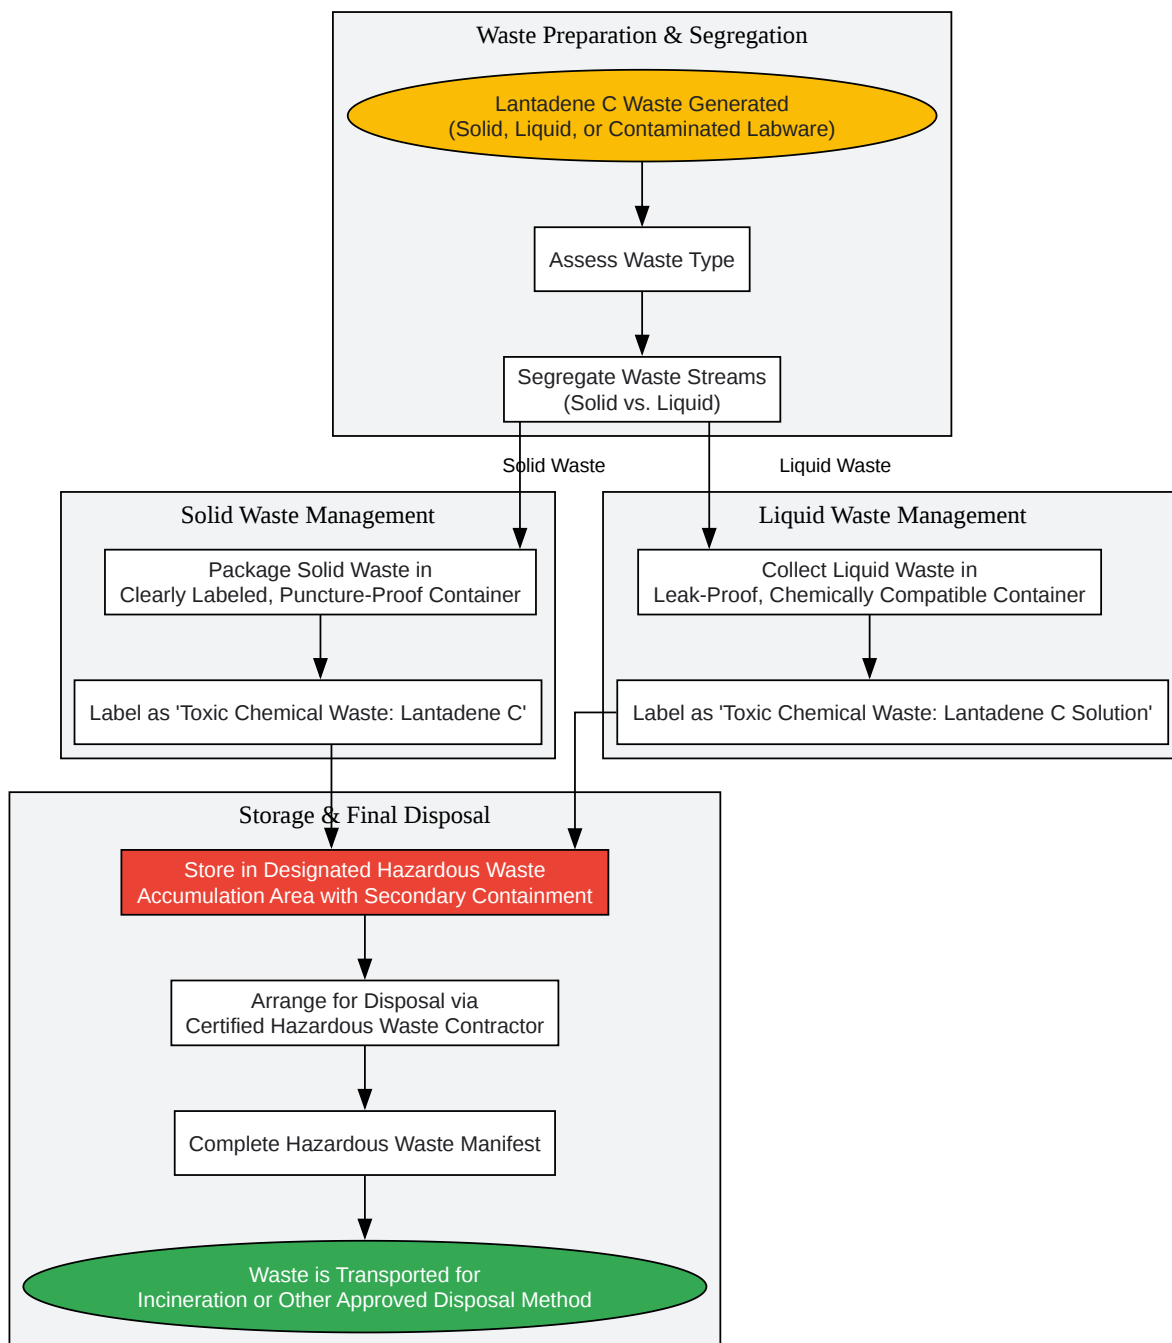 Waste Preparation & Segregation
Lantadene C Waste Generated
(Solid, Liquid, or Contaminated Labware)
Assess Waste Type
Segregate Waste Streams
(Solid vs. Liquid)
Solid Waste
Liquid Waste
Solid Waste Management
Package Solid Waste in
Clearly Labeled, Puncture-Proof Container
Label as 'Toxic Chemical Waste: Lantadene C'
Liquid Waste Management
Collect Liquid Waste in
Leak-Proof, Chemically Compatible Container
Label as 'Toxic Chemical Waste: Lantadene C Solution'
Storage & Final Disposal
Store in Designated Hazardous Waste
Accumulation Area with Secondary Containment
Arrange for Disposal via
Certified Hazardous Waste Contractor
Complete Hazardous Waste Manifest
Waste is Transported for
Incineration or Other Approved Disposal Method